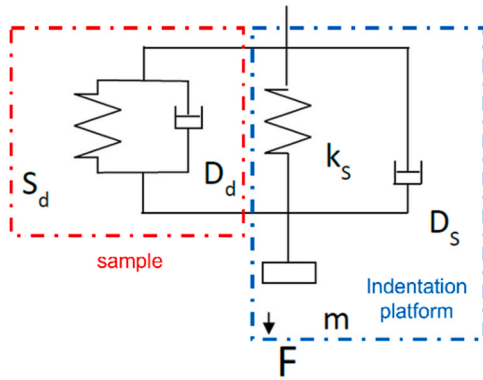 S_d
D_d
k_s
D_s
sample
Indentation
platform
m
F